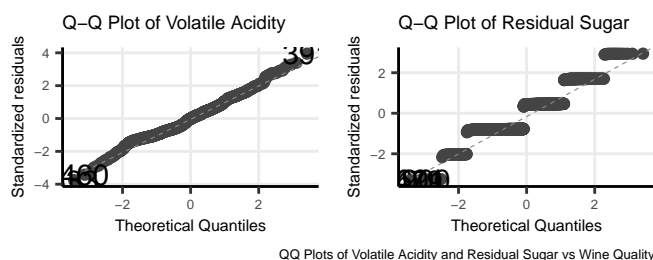 Q−Q Plot of Volatile Acidity
Standardized residuals
4
2
0
−2
−4
39
−2
0
2
Theoretical Quantiles
Q−Q Plot of Residual Sugar
Standardized residuals
2
0
−2
−2
0
2
Theoretical Quantiles
QQ Plots of Volatile Acidity and Residual Sugar vs Wine Quality